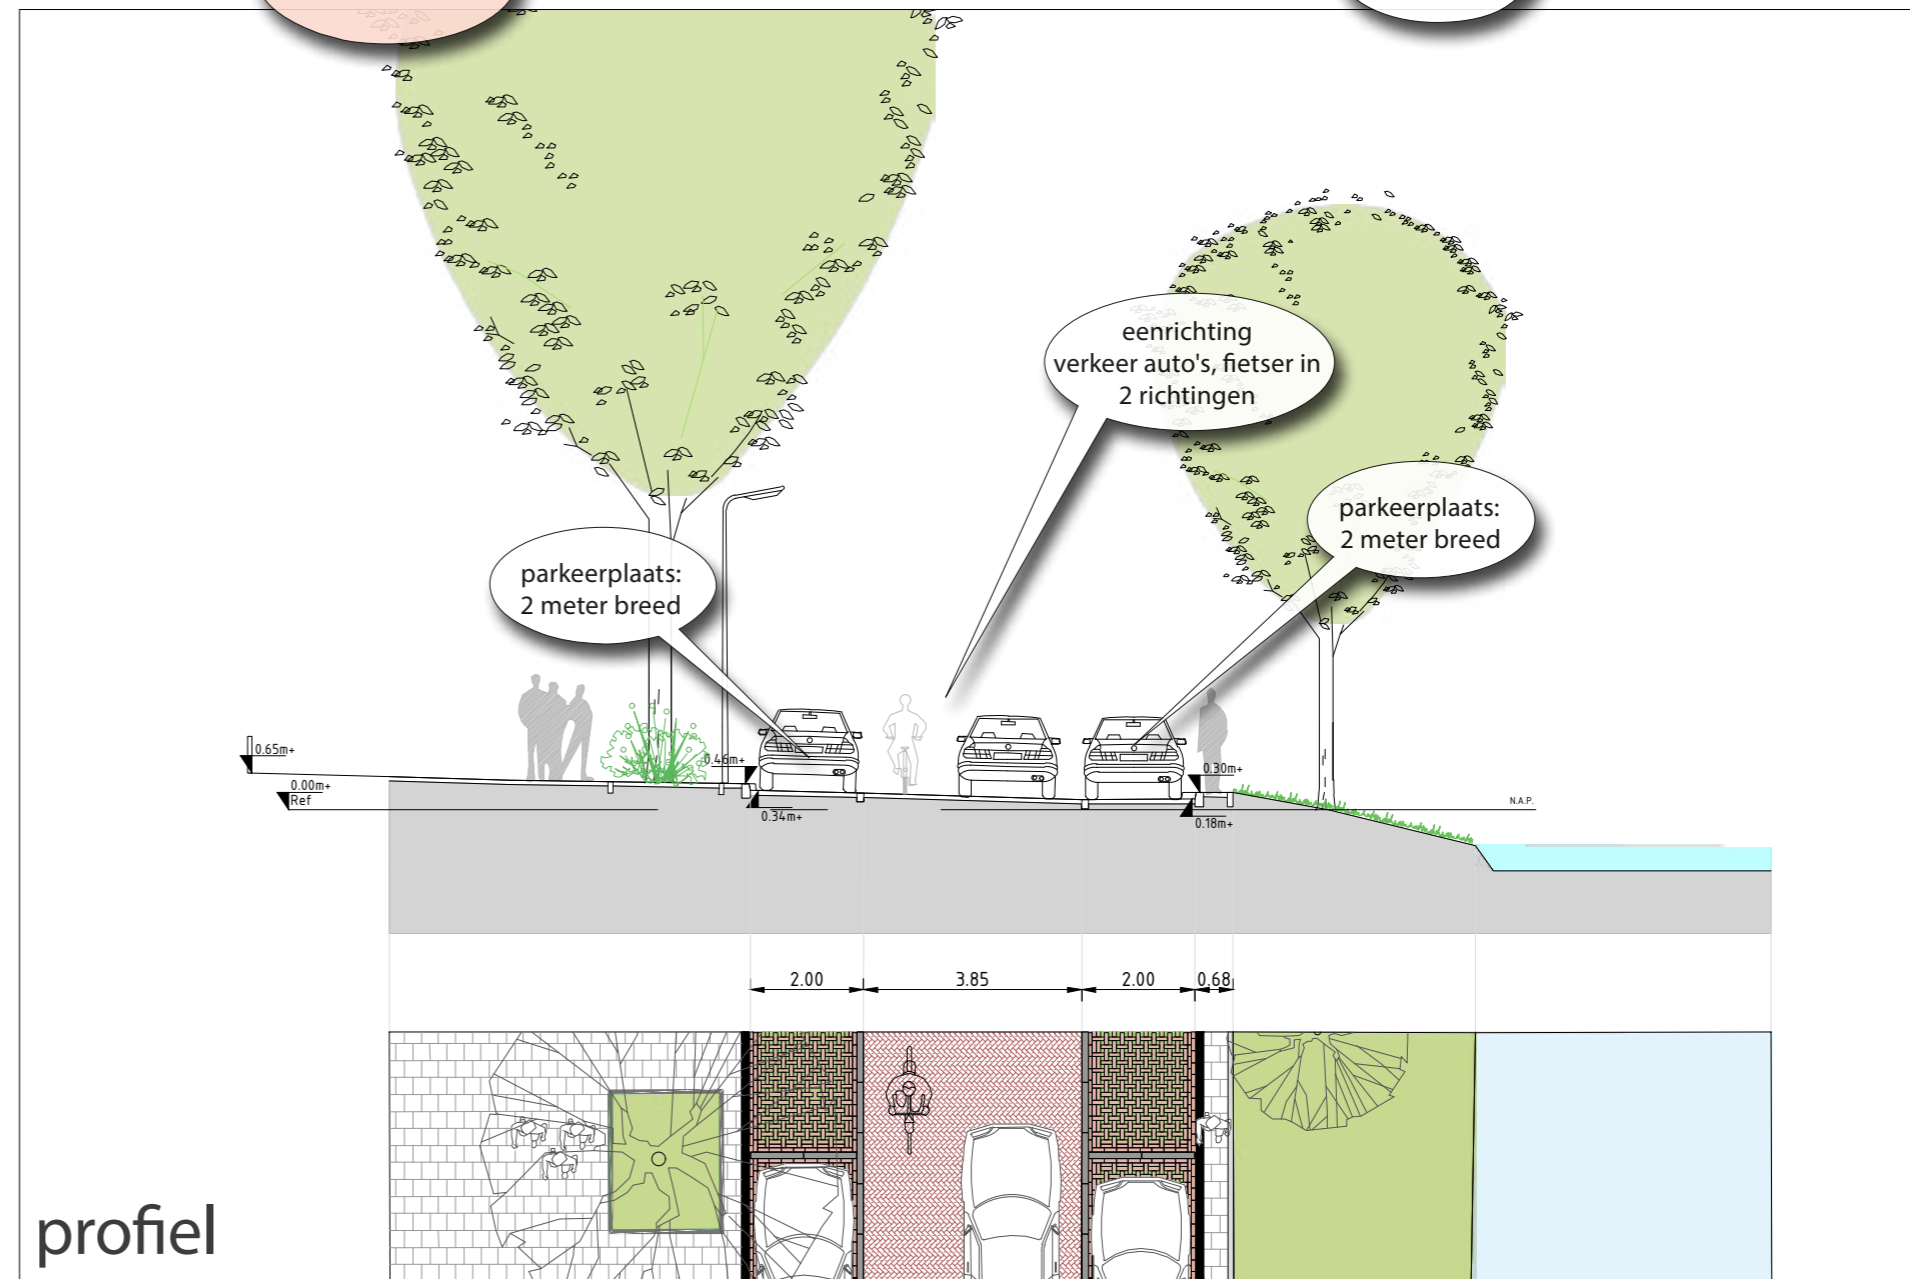 eenrichting
verkeer auto's, fietser in
2 richtingen
parkeerplaats:
2 meter breed
parkeerplaats:
2 meter breed
0.65m+
0.00m+
Ref
0.46m+
0.34m+
0.30m+
0.18m+
N.A.P.
2.00
3.85
2.00
0.68
profiel